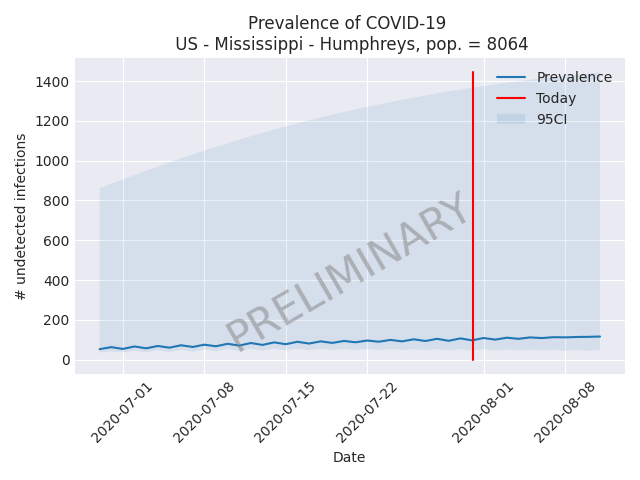 Prevalence of COVID-19
US - Mississippi - Humphreys, pop. = 8064
# undetected infections
1400
1200
1000
800
600
400
200
0
Prevalence
Today
95CI
PRELIMINARY
2020-07-01
2020-07-08
2020-07-15
2020-07-22
2020-08-01
2020-08-08
Date